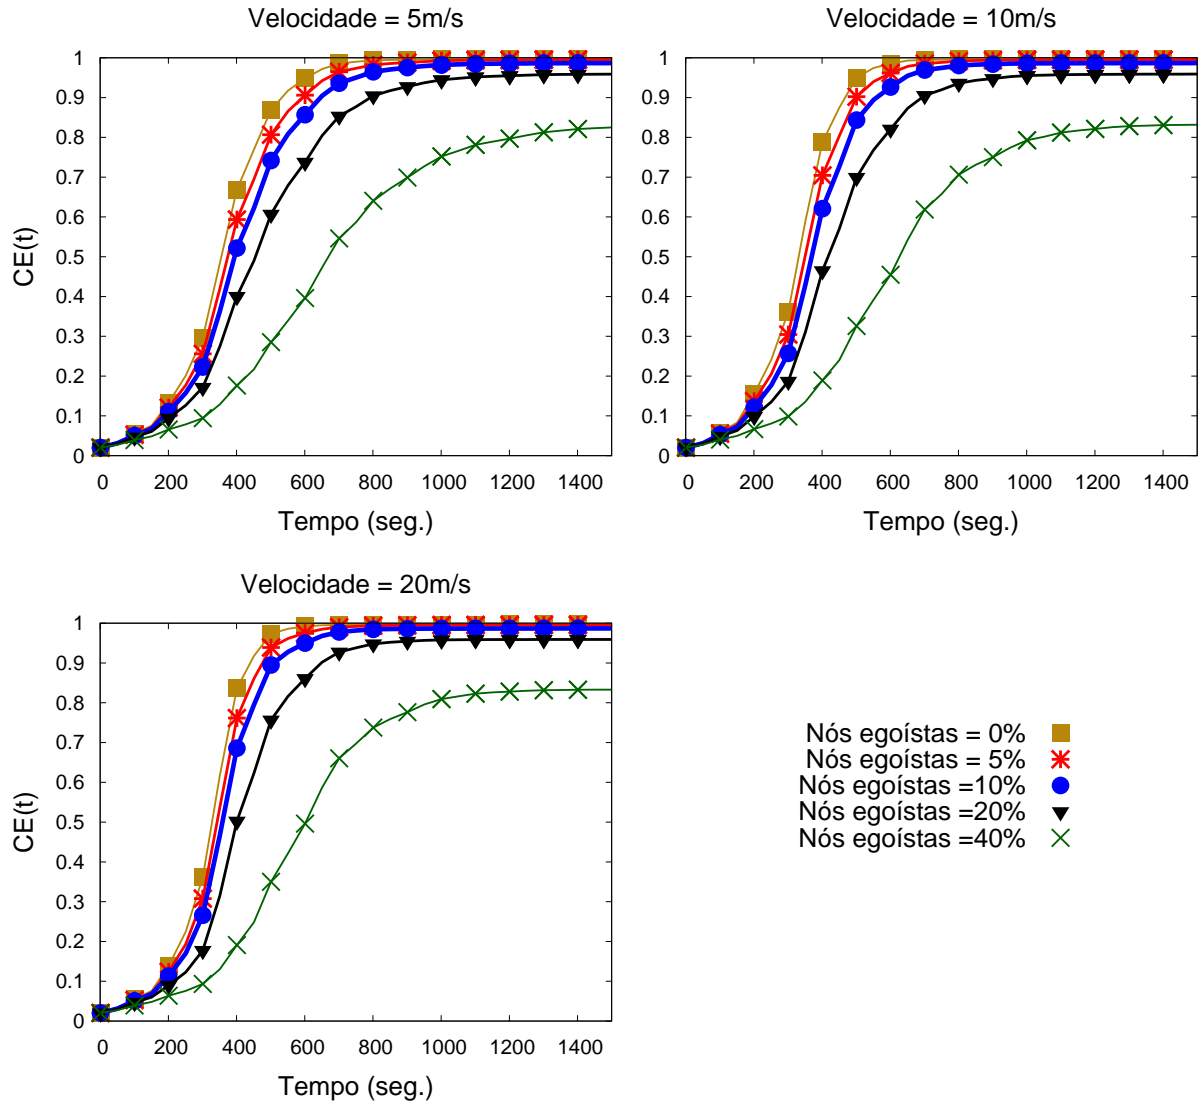 Velocidade = 5m/s
1
0.9
0.8
0.7
0.6
0.5
0.4
0.3
0.2
0.1
0
CE(t)
0 200 400 600 800 1000 1200 1400
Tempo (seg.)
Velocidade = 10m/s
1
0.9
0.8
0.7
0.6
0.5
0.4
0.3
0.2
0.1
0
0 200 400 600 800 1000 1200 1400
Tempo (seg.)
Velocidade = 20m/s
1
0.9
0.8
0.7
0.6
0.5
0.4
0.3
0.2
0.1
0
CE(t)
0 200 400 600 800 1000 1200 1400
Tempo (seg.)
Nós egoístas = 0%
Nós egoístas = 5%
Nós egoístas =10%
Nós egoístas =20%
Nós egoístas =40%